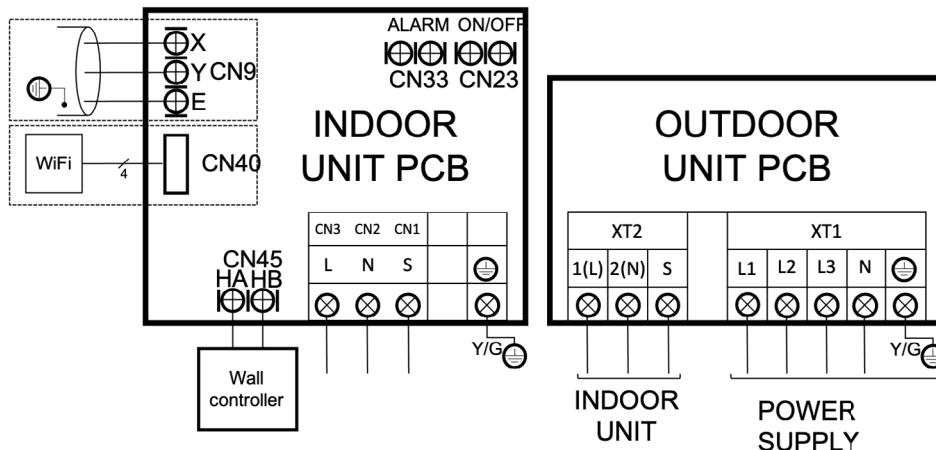 ALARM ON/OFF
CN33 CN23
X
Y CN9
E
INDOOR
UNIT PCB
WiFi
4
CN40
CN45
HA HB
Wall
controller
CN3 CN2 CN1
L N S
Y/G
OUTDOOR
UNIT PCB
XT2 XT1
1(L) 2(N) S L1 L2 L3 N
Y/G
INDOOR
UNIT
POWER
SUPPLY